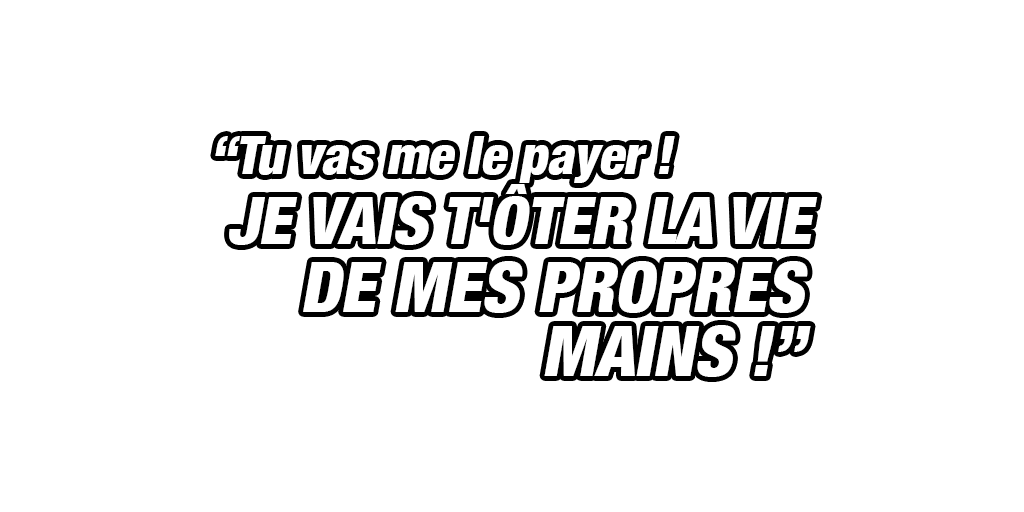 “Tu vas me le payer !
JE VAIS T'ÔTER LA VIE
DE MES PROPRES
MAINS !”